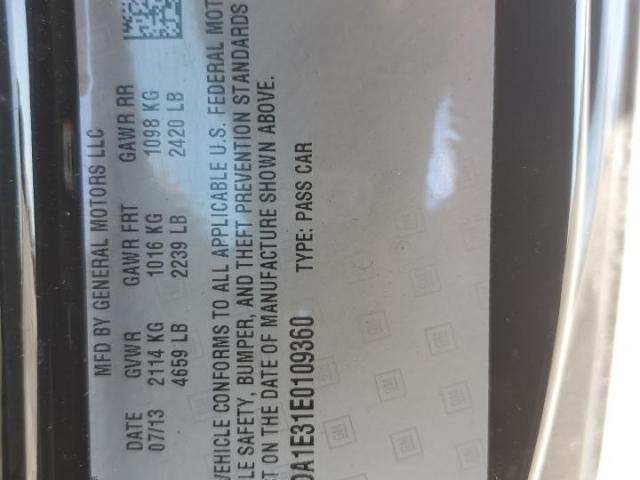 MFD BY GENERAL MOTORS LLC
DATE GVWR GAWR FRT GAWR RR
07/13 2114 KG 1016 KG 1098 KG
4659 LB 2239 LB 2420 LB
VEHICLE CONFORMS TO ALL APPLICABLE U.S. FEDERAL MOT
LE SAFETY, BUMPER, AND THEFT PREVENTION STANDARDS
ON THE DATE OF MANUFACTURE SHOWN ABOVE.
DA1E31E0109360 TYPE: PASS CAR
GM